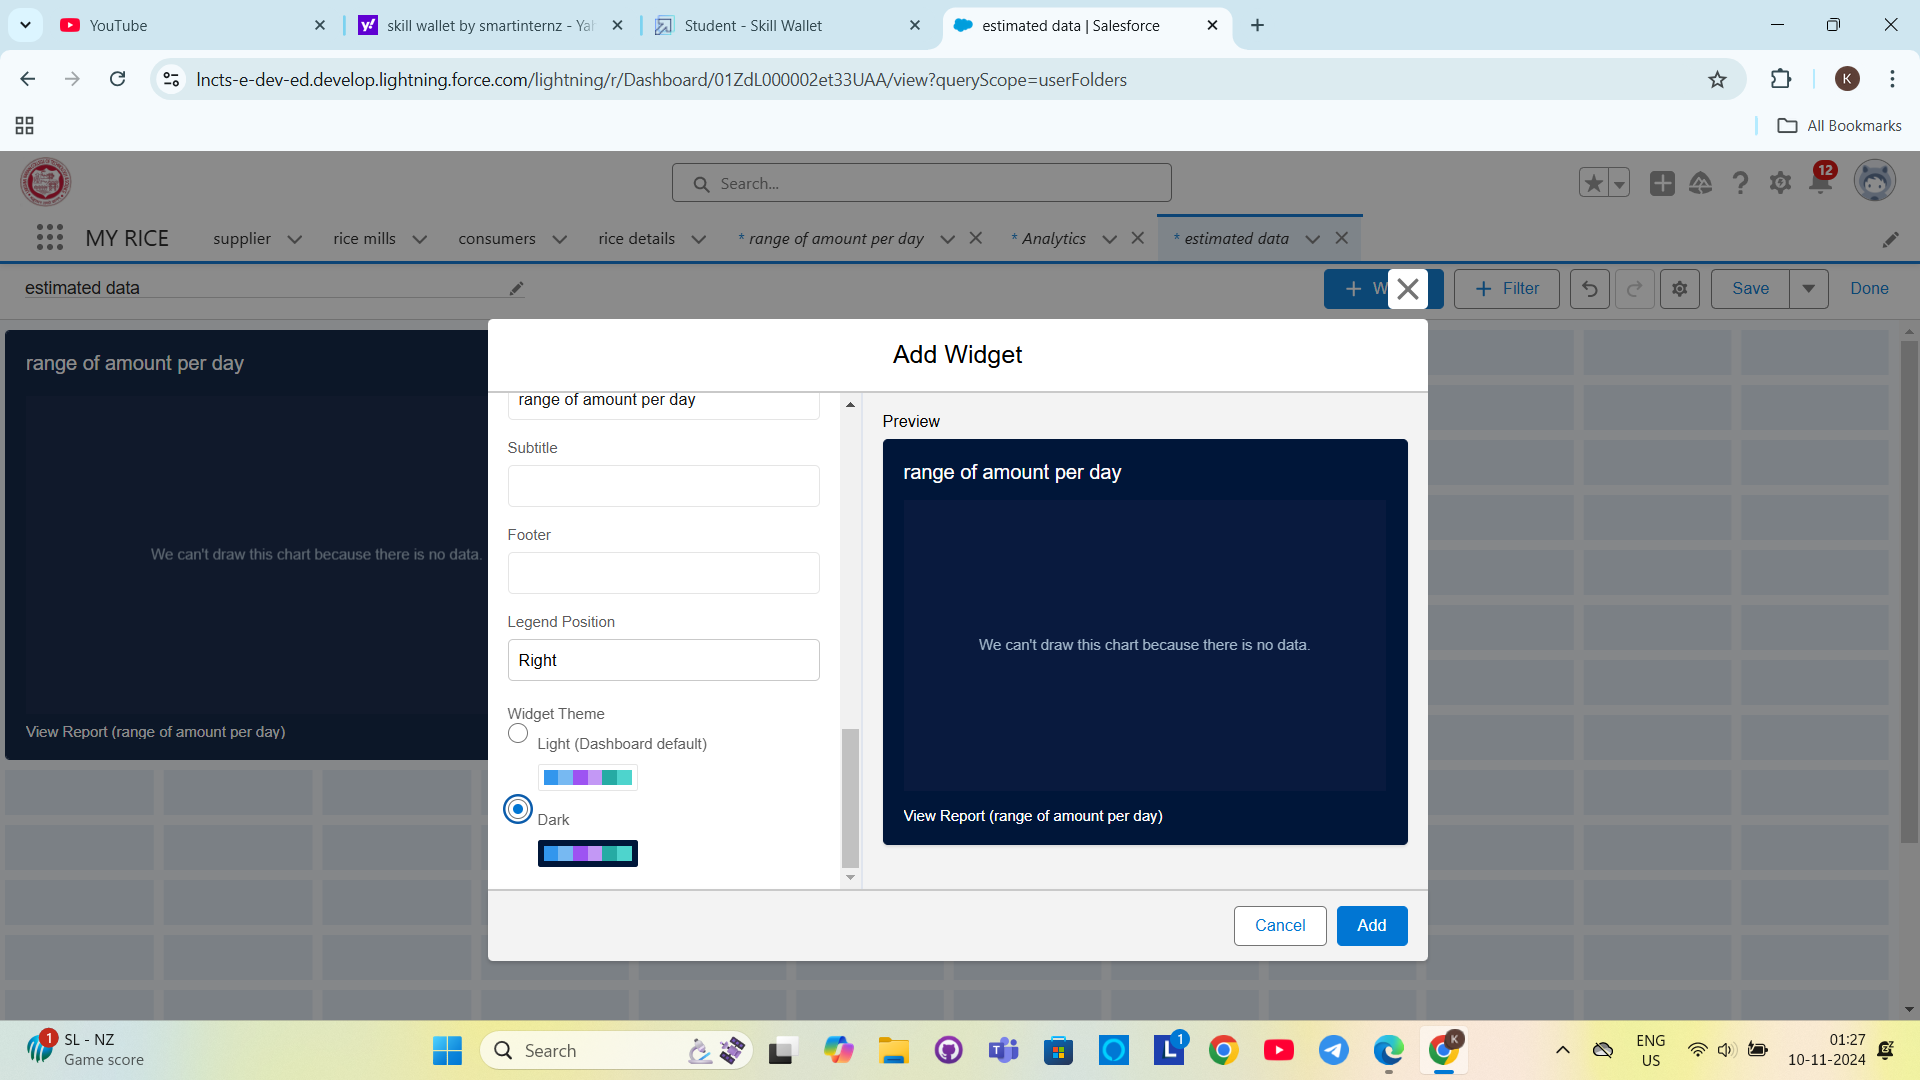 YouTube
skill wallet by smartinternz - Ya
Student - Skill Wallet
estimated data | Salesforce
lncts-e-dev-ed.develop.lightning.force.com/lightning/r/Dashboard/01ZdL000002et33UAA/view?queryScope=userFolders
K
All Bookmarks
Search...
12
MY RICE
supplier
rice mills
consumers
rice details
* range of amount per day
* Analytics
* estimated data
estimated data
+ W
+ Filter
Save
Done
range of amount per day
We can't draw this chart because there is no data.
View Report (range of amount per day)
Add Widget
range of amount per day
Subtitle
Footer
Legend Position
Right
Widget Theme
Light (Dashboard default)
Dark
Preview
range of amount per day
We can't draw this chart because there is no data.
View Report (range of amount per day)
Cancel
Add
1
SL - NZ
Game score
Search
L
1
K
ENG
US
01:27
10-11-2024